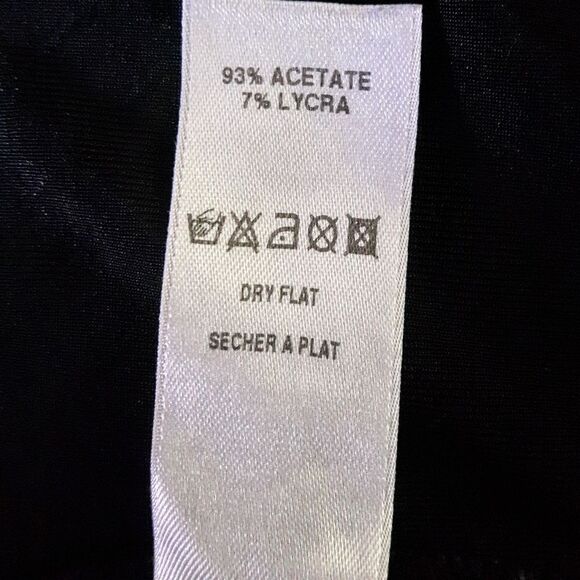 93% ACETATE
7% LYCRA
DRY FLAT
SECHER A PLAT